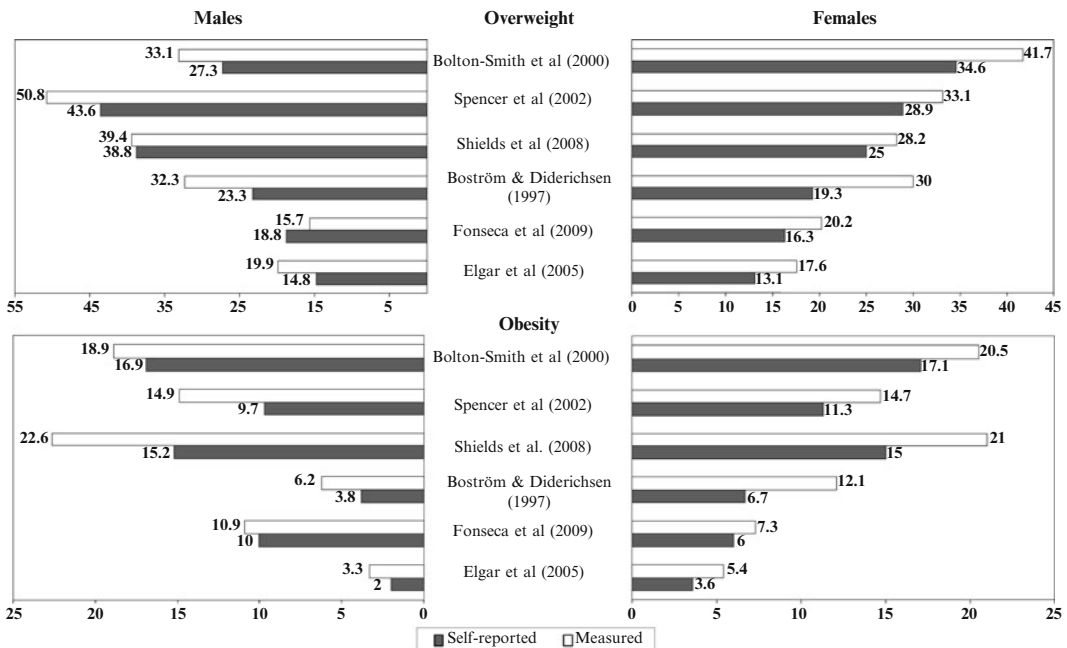 Males Overweight Females
33.1 Bolton-Smith et al (2000) 41.7
27.3 34.6
50.8 Spencer et al (2002) 33.1
43.6 28.9
39.4 Shields et al (2008) 28.2
38.8 25
32.3 Boström & Diderichsen 30
23.3 (1997) 19.3
15.7 Fonseca et al (2009) 20.2
18.8 16.3
19.9 Elgar et al (2005) 17.6
14.8 13.1
55 45 35 25 15 5 0 5 10 15 20 25 30 35 40 45
Obesity
18.9 Bolton-Smith et al (2000) 20.5
16.9 17.1
14.9 Spencer et al (2002) 14.7
9.7 11.3
22.6 Shields et al. (2008) 21
15.2 15
6.2 Boström & Diderichsen 12.1
3.8 (1997) 6.7
10.9 Fonseca et al (2009) 7.3
10 6
3.3 Elgar et al (2005) 5.4
2 3.6
25 20 15 10 5 0 0 5 10 15 20 25
Self-reported Measured